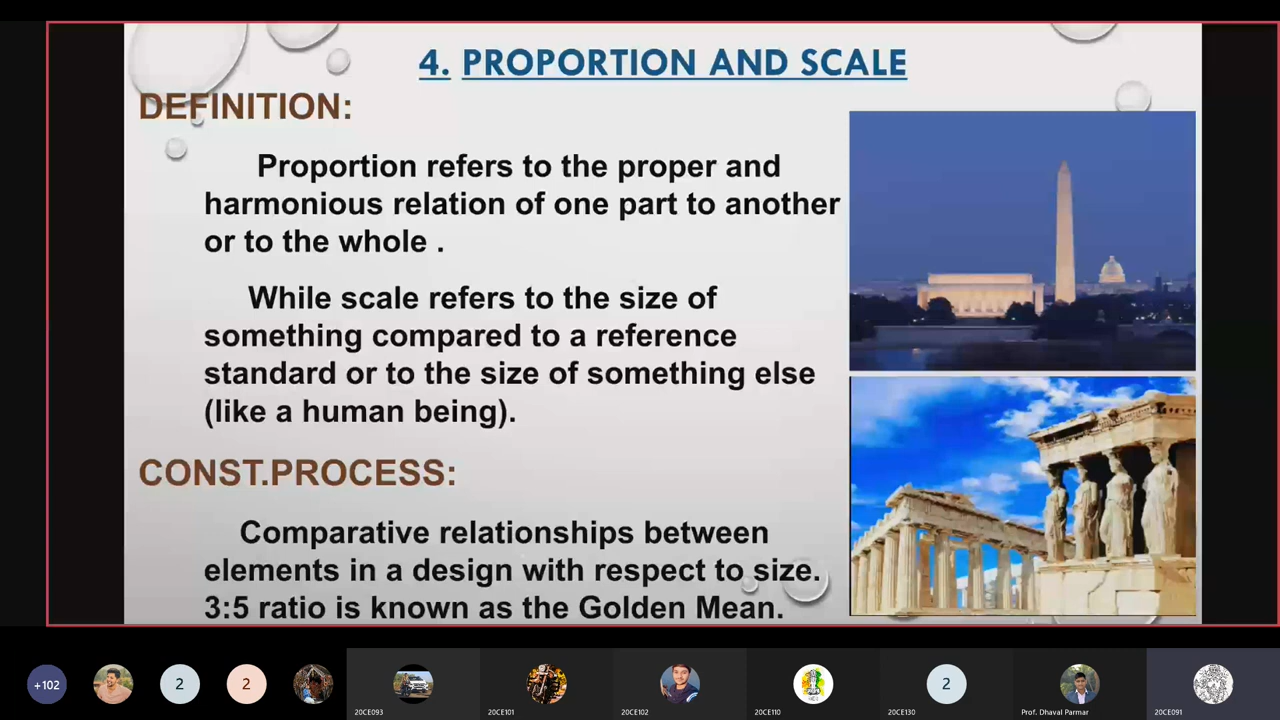 4. PROPORTION AND SCALE
DEFINITION:
Proportion refers to the proper and
harmonious relation of one part to another
or to the whole .
While scale refers to the size of
something compared to a reference
standard or to the size of something else
(like a human being).
CONST.PROCESS:
Comparative relationships between
elements in a design with respect to size.
3:5 ratio is known as the Golden Mean.
+102
2
2
2
20CE093
20CE101
20CE102
20CE110
20CE130
Prof. Dhaval Parmar
20CE091